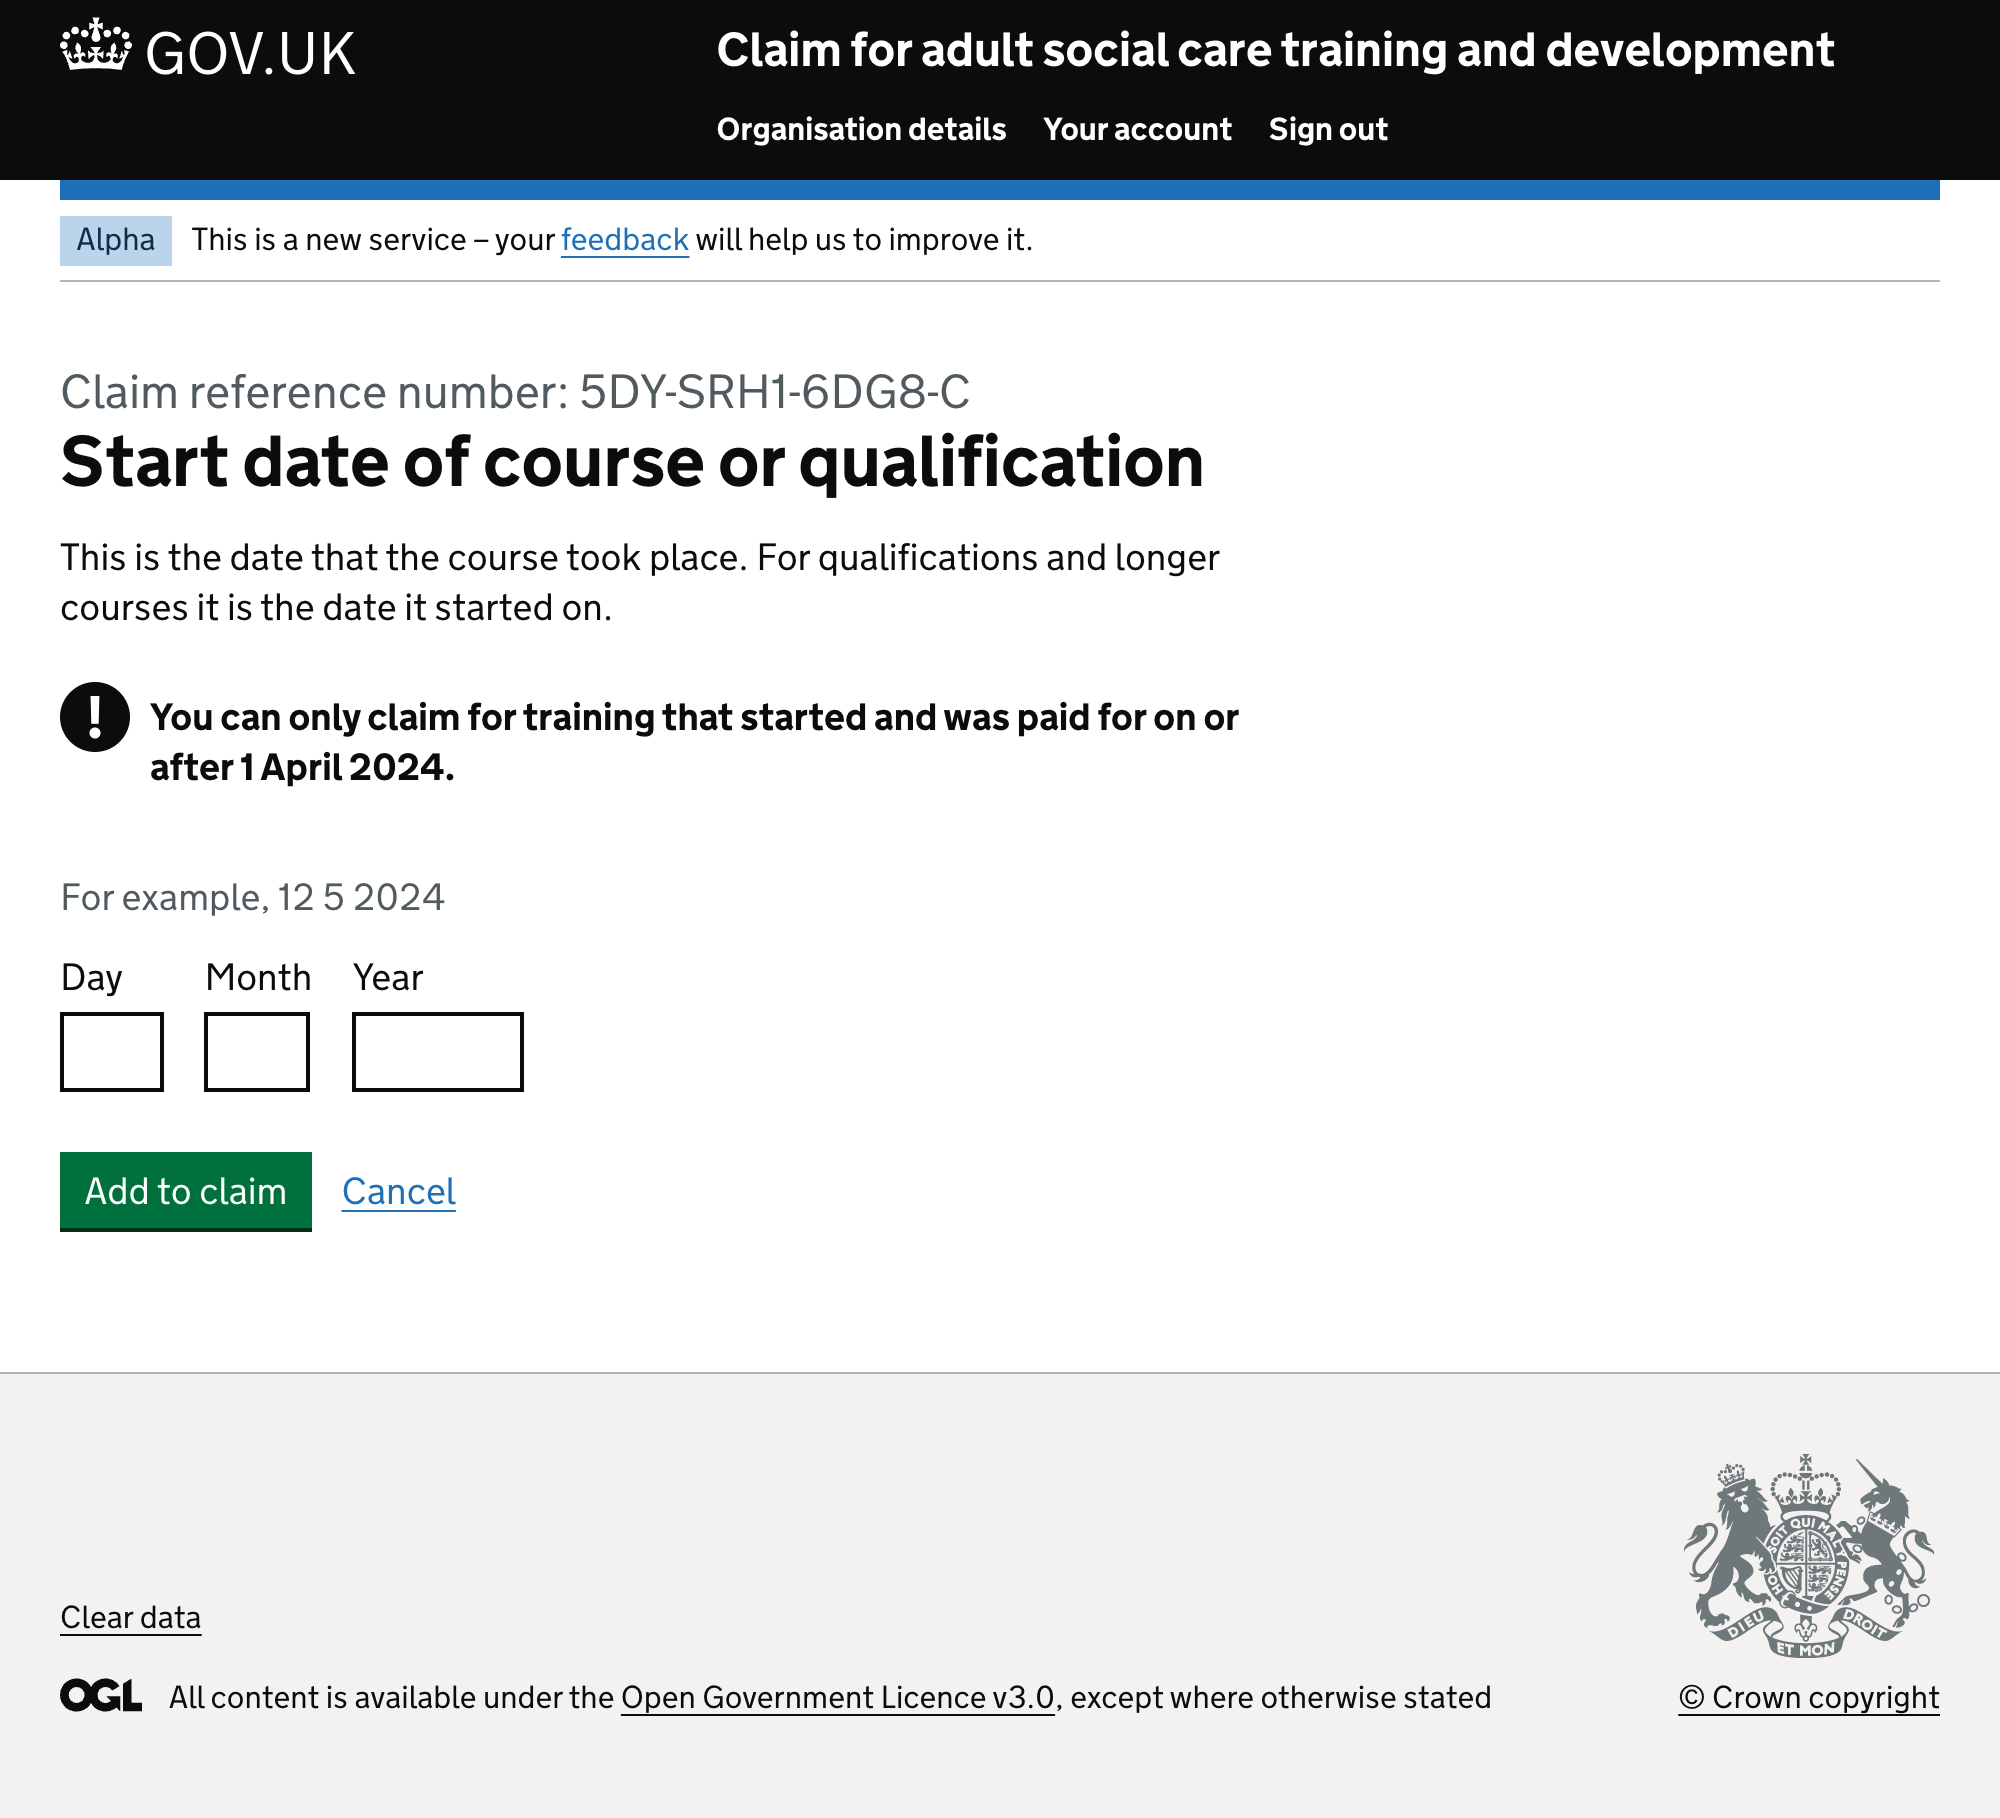 GOV.UK
Claim for adult social care training and development
Organisation details Your account Sign out
Alpha This is a new service – your feedback will help us to improve it.
Claim reference number: 5DY-SRH1-6DG8-C
Start date of course or qualification
This is the date that the course took place. For qualifications and longer
courses it is the date it started on.
! You can only claim for training that started and was paid for on or
after 1 April 2024.
For example, 12 5 2024
Day Month Year
Add to claim Cancel
Clear data
OGL All content is available under the Open Government Licence v3.0, except where otherwise stated
SOIT QUI MAL Y PENSE
DIEU ET MON DROIT
© Crown copyright